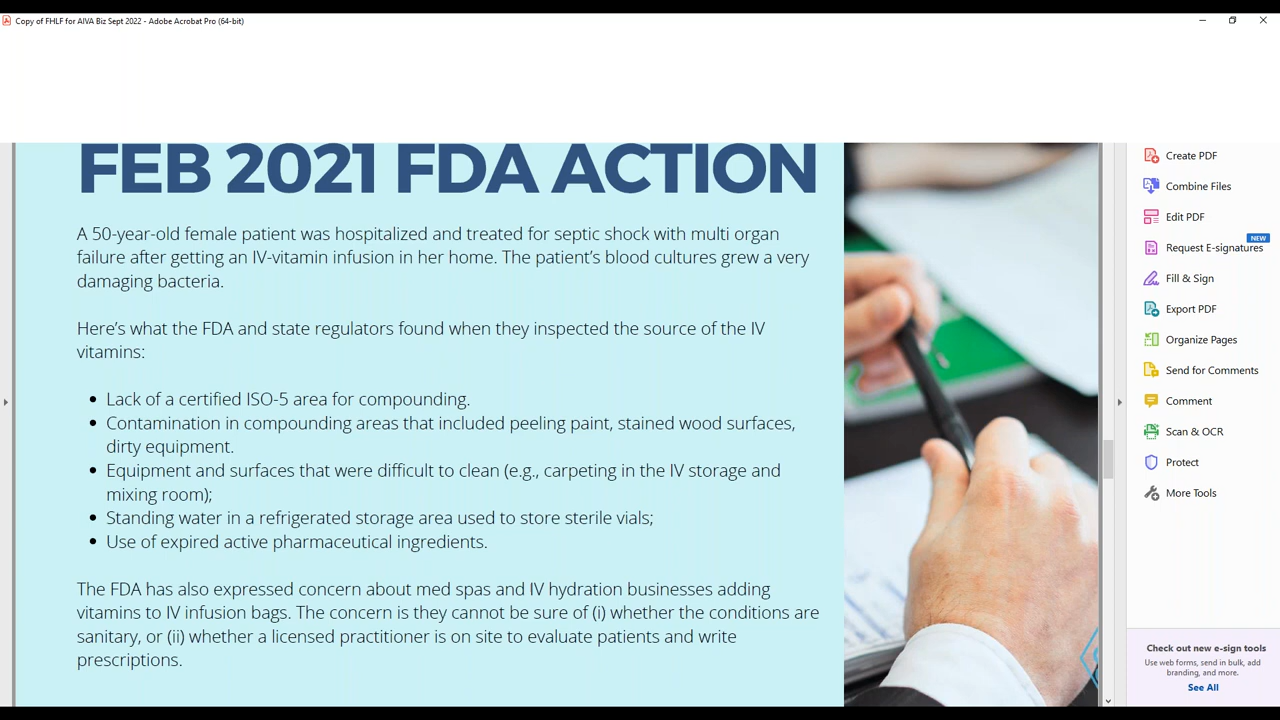 Copy of FHLF for AIVA Biz Sept 2022 - Adobe Acrobat Pro (64-bit)
FEB 2021 FDA ACTION
A 50-year-old female patient was hospitalized and treated for septic shock with multi organ
failure after getting an IV-vitamin infusion in her home. The patient's blood cultures grew a very
damaging bacteria.
Here's what the FDA and state regulators found when they inspected the source of the IV
vitamins:
• Lack of a certified ISO-5 area for compounding.
• Contamination in compounding areas that included peeling paint, stained wood surfaces,
dirty equipment.
• Equipment and surfaces that were difficult to clean (e.g., carpeting in the IV storage and
mixing room);
• Standing water in a refrigerated storage area used to store sterile vials;
• Use of expired active pharmaceutical ingredients.
The FDA has also expressed concern about med spas and IV hydration businesses adding
vitamins to IV infusion bags. The concern is they cannot be sure of (i) whether the conditions are
sanitary, or (ii) whether a licensed practitioner is on site to evaluate patients and write
prescriptions.
Create PDF
Combine Files
Edit PDF
NEW
Request E-signatures
Fill & Sign
Export PDF
Organize Pages
Send for Comments
Comment
Scan & OCR
Protect
More Tools
Check out new e-sign tools
Use web forms, send in bulk, add
branding, and more.
See All